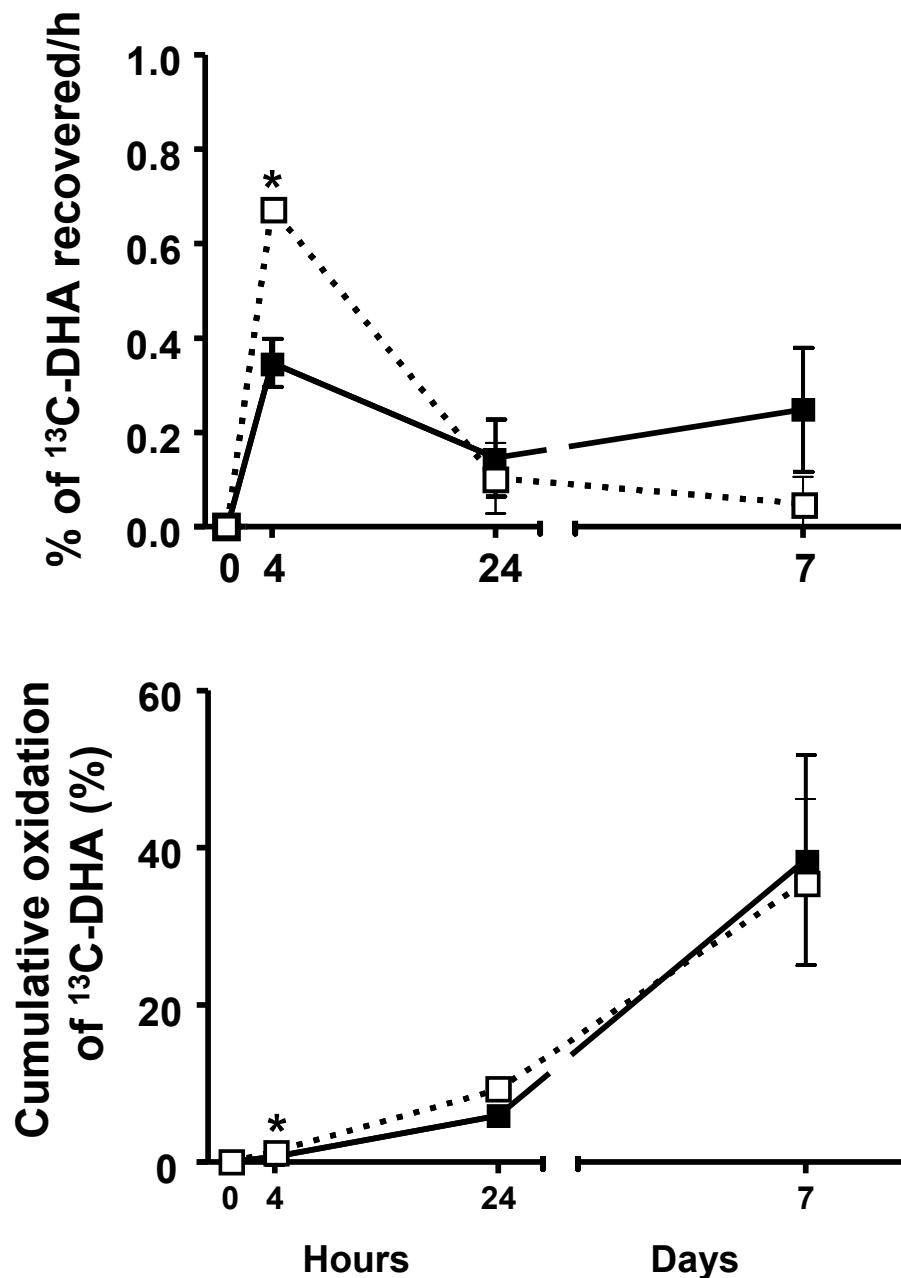 % of ¹³C-DHA recovered/h
1.0
0.8
0.6
0.4
0.2
0.0
*
0 4 24 7
Cumulative oxidation
of ¹³C-DHA (%)
60
40
20
0
*
0 4 24 7
Hours Days